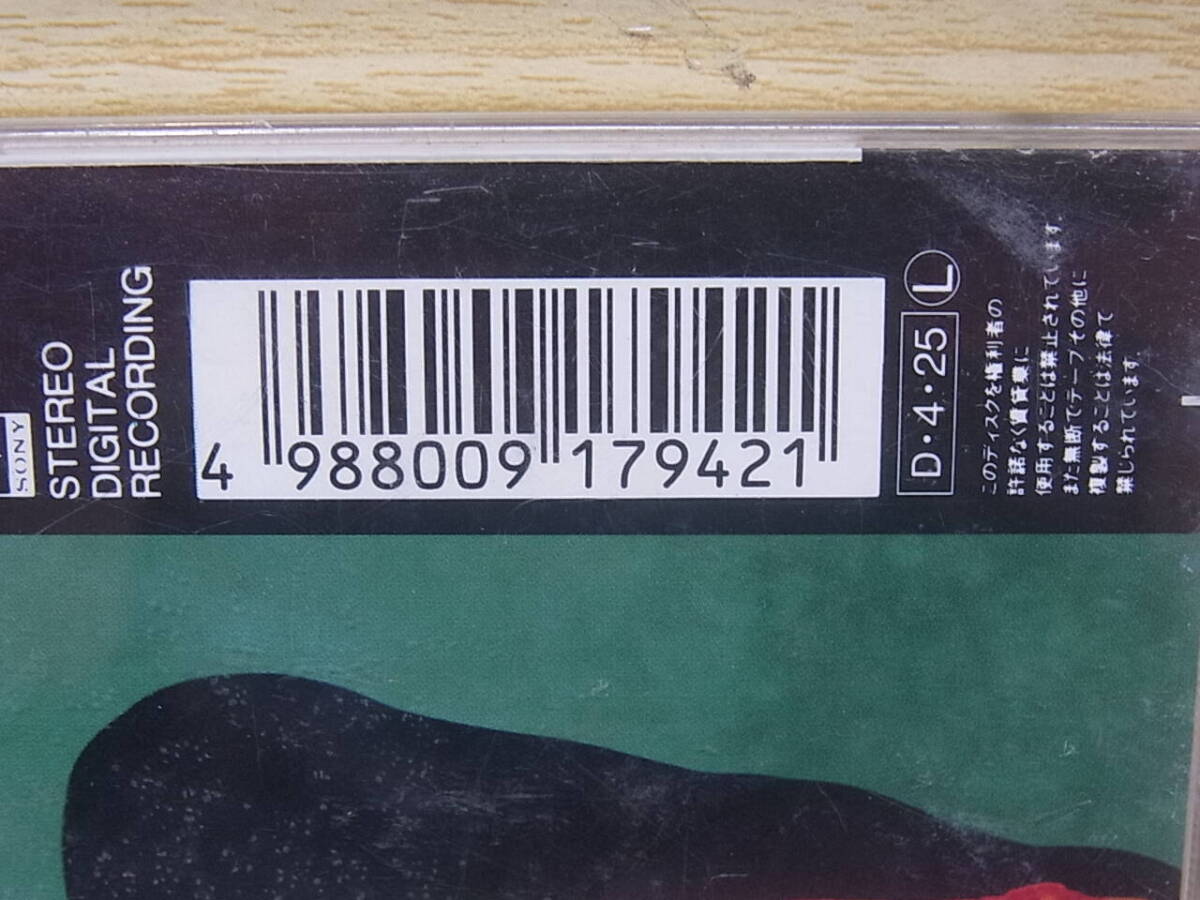 SONY
STEREO
DIGITAL
RECORDING
4 988009 179421
D・4・25 L
このディスクを権利者の
許諾なく賃貸業に
使用することは禁止されています
また無断でテープその他に
複製することは法律で
禁じられています